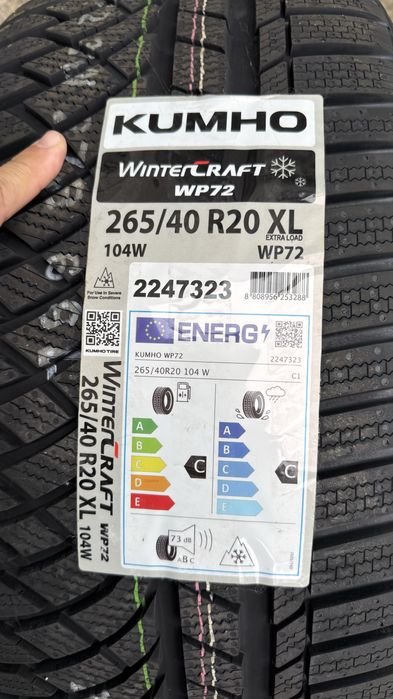 KUMHO
WINTERCRAFT
WP72
265/40 R20 XL
EXTRA LOAD
104W WP72
For Use In Severe
Snow Conditions
2247323
8 808956 253288
KUMHO TIRE
ENERG
KUMHO WP72 2247323
265/40R20 104 W C1
A
B
C
D
E
C
A
B
C
D
E
C
73 dB
ABC
WINTERCRAFT WP72
265/40 R20 XL 104W